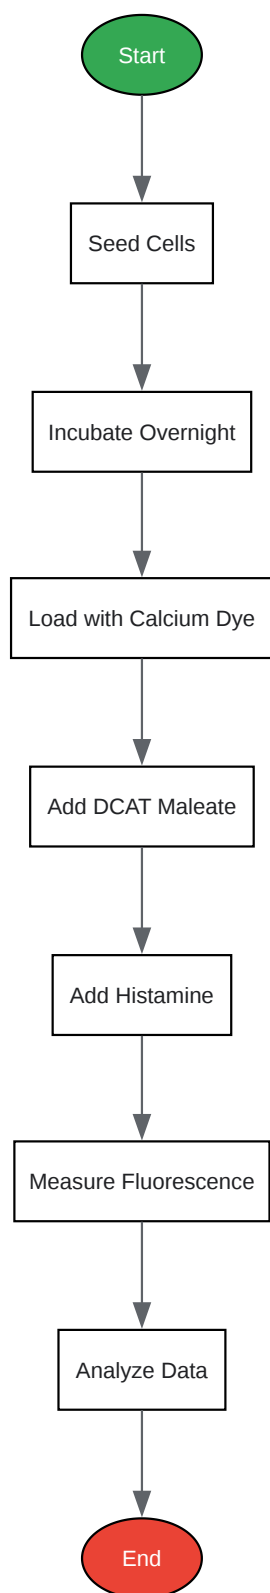 Start
Seed Cells
Incubate Overnight
Load with Calcium Dye
Add DCAT Maleate
Add Histamine
Measure Fluorescence
Analyze Data
End